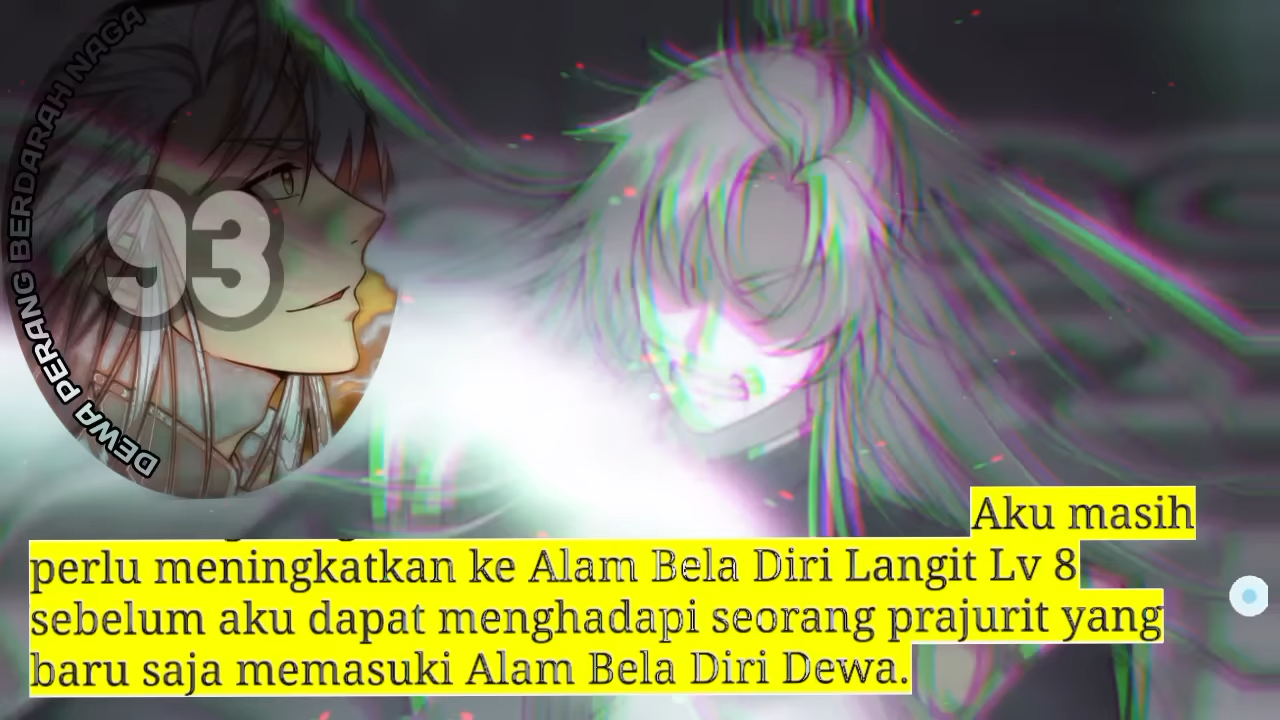 DEWA PERANG BERDARAH NAGA
93
Aku masih
perlu meningkatkan ke Alam Bela Diri Langit Lv 8
sebelum aku dapat menghadapi seorang prajurit yang
baru saja memasuki Alam Bela Diri Dewa.